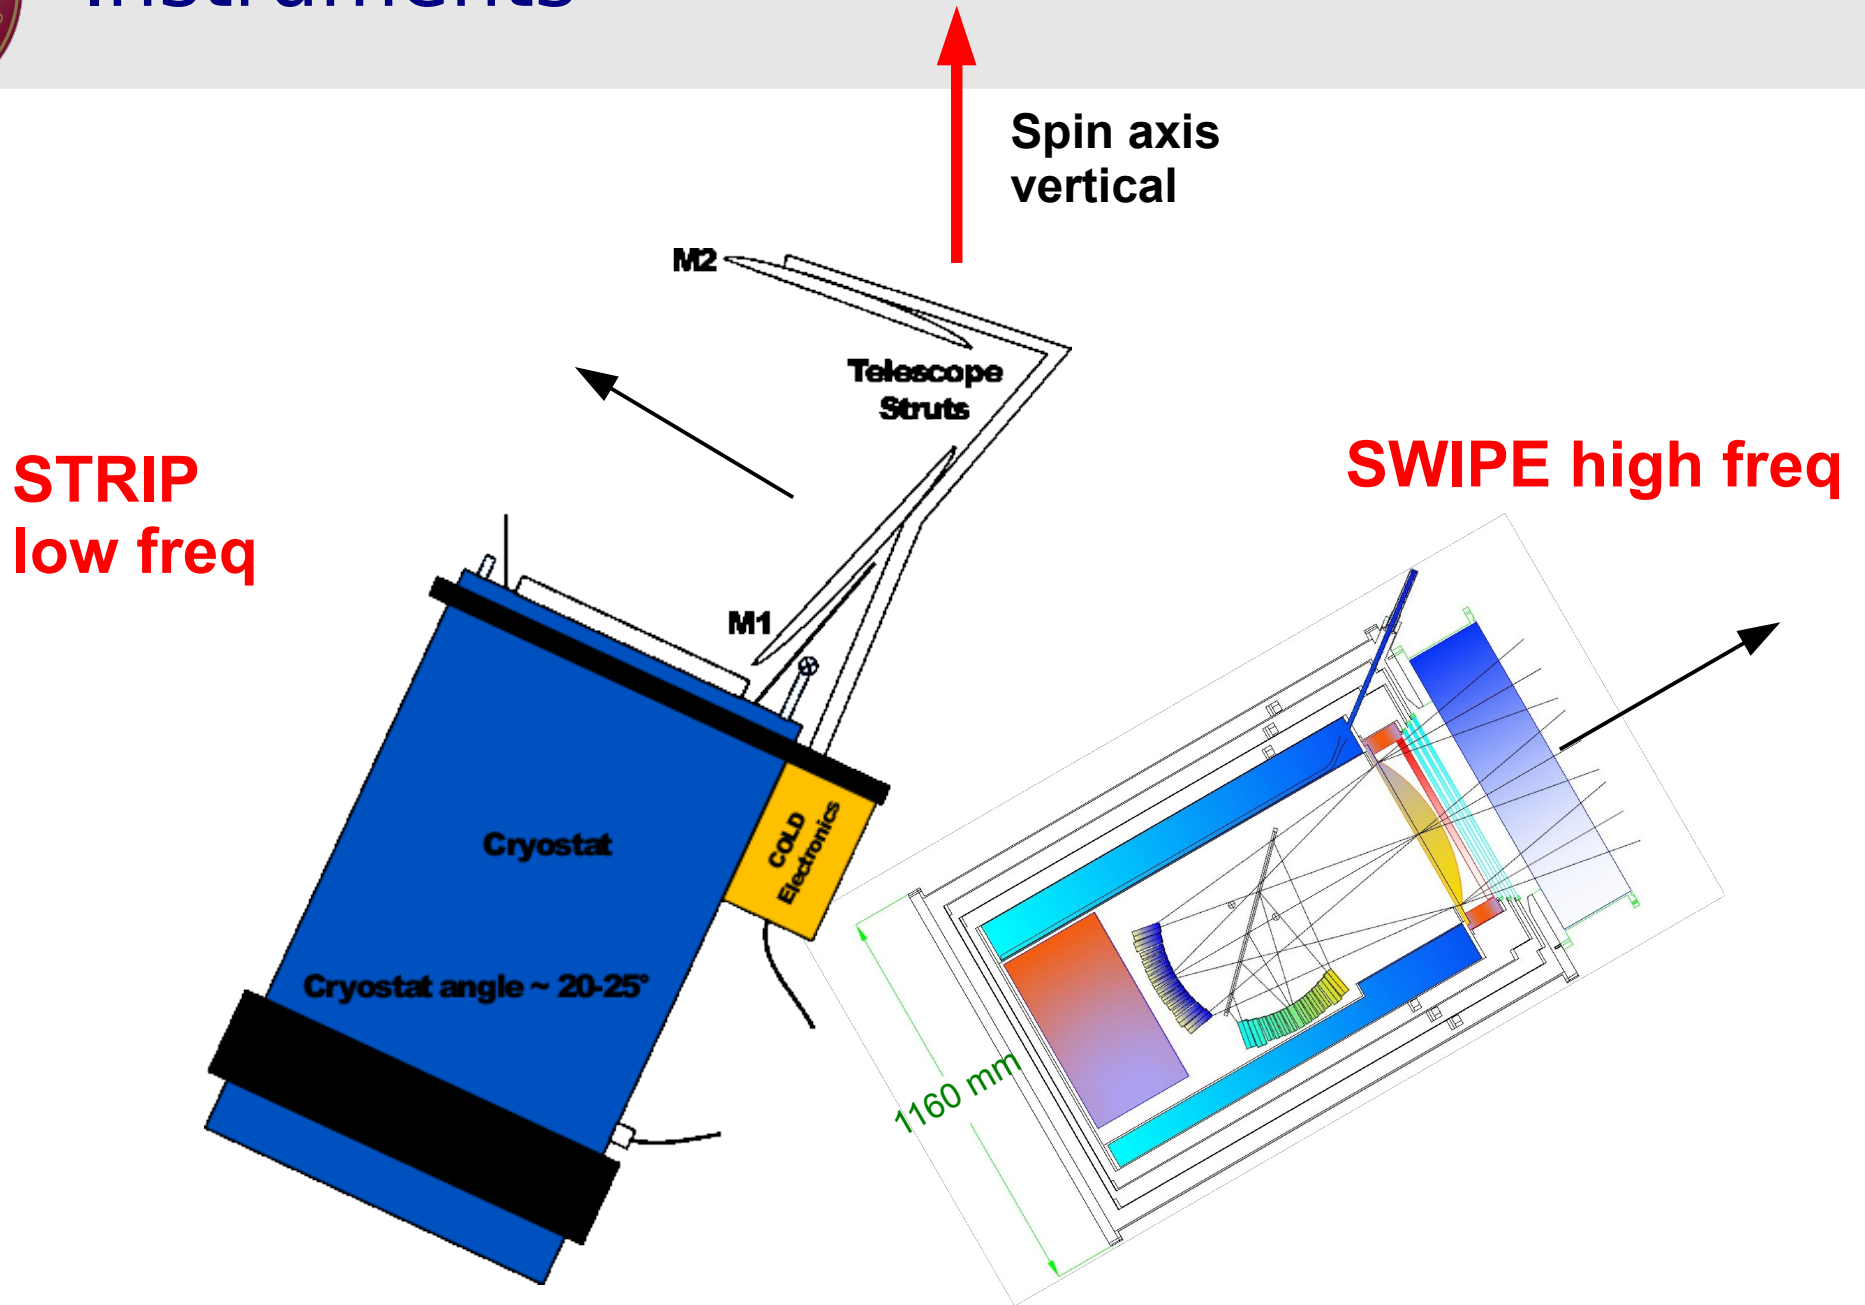 Instruments
Spin axis
vertical
M2
Telescope
Struts
STRIP
low freq
SWIPE high freq
M1
COLD
Electronics
Cryostat
Cryostat angle ~ 20-25°
1160 mm